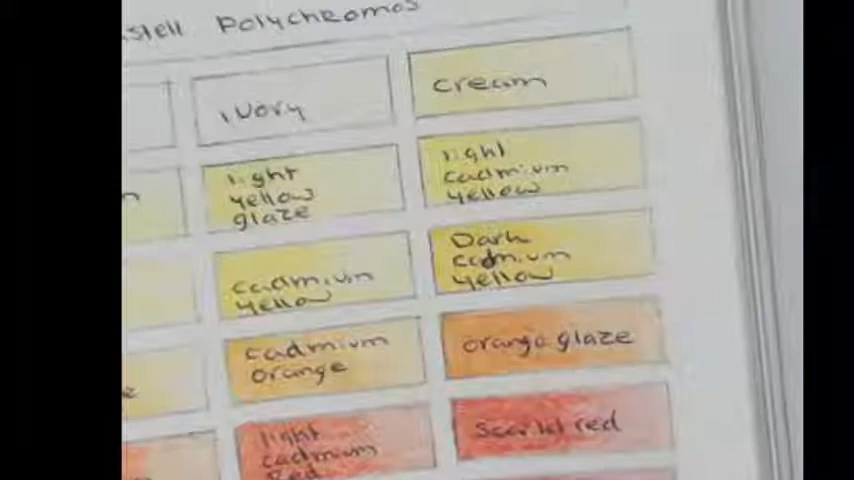 Polychromos
ivory
cream
light
yellow
glaze
light
cadmium
yellow
cadmium
yellow
Dark
cadmium
yellow
cadmium
orange
orange glaze
light
cadmium
Red
Scarlet red